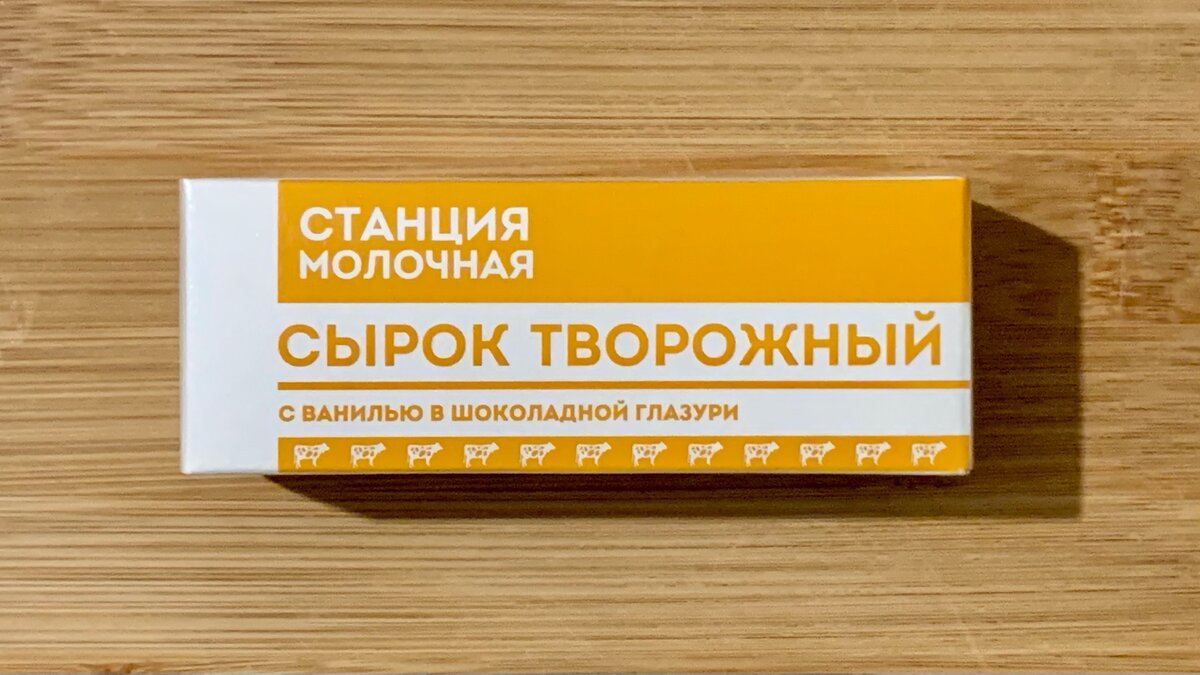 СТАНЦИЯ
МОЛОЧНАЯ
СЫРОК ТВОРОЖНЫЙ
С ВАНИЛЬЮ В ШОКОЛАДНОЙ ГЛАЗУРИ